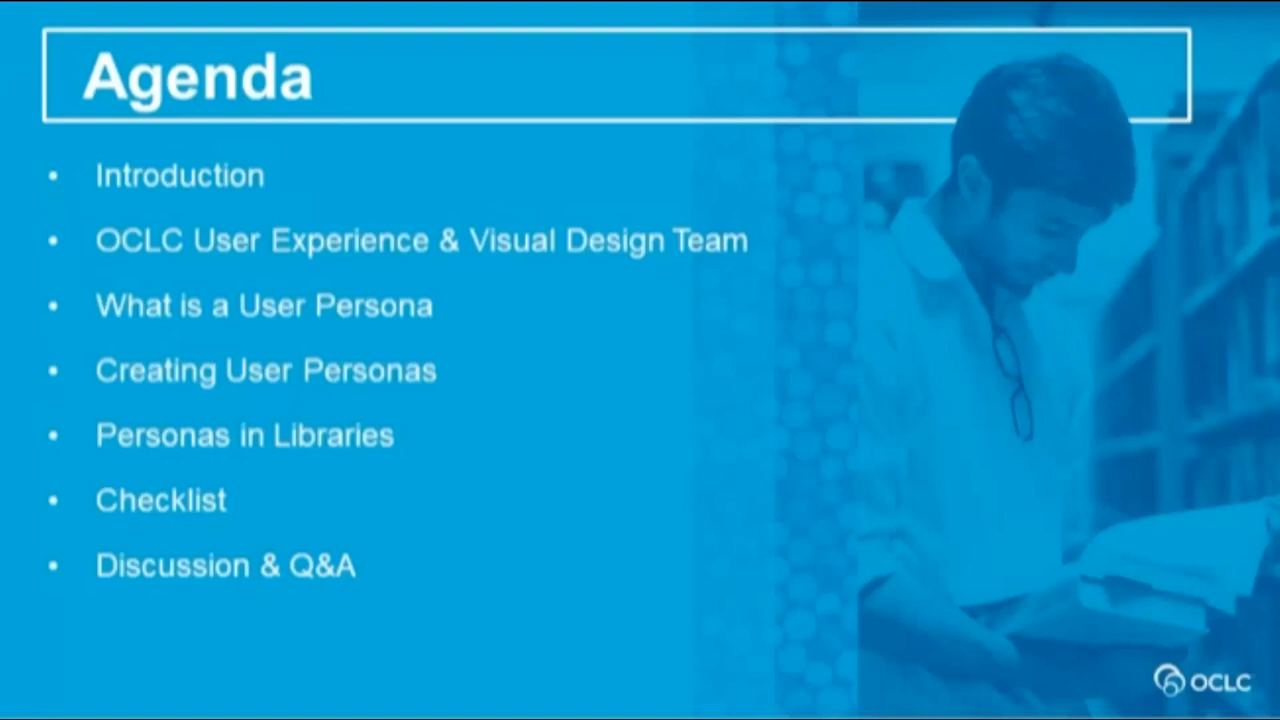 Agenda
• Introduction
• OCLC User Experience & Visual Design Team
• What is a User Persona
• Creating User Personas
• Personas in Libraries
• Checklist
• Discussion & Q&A
OCLC